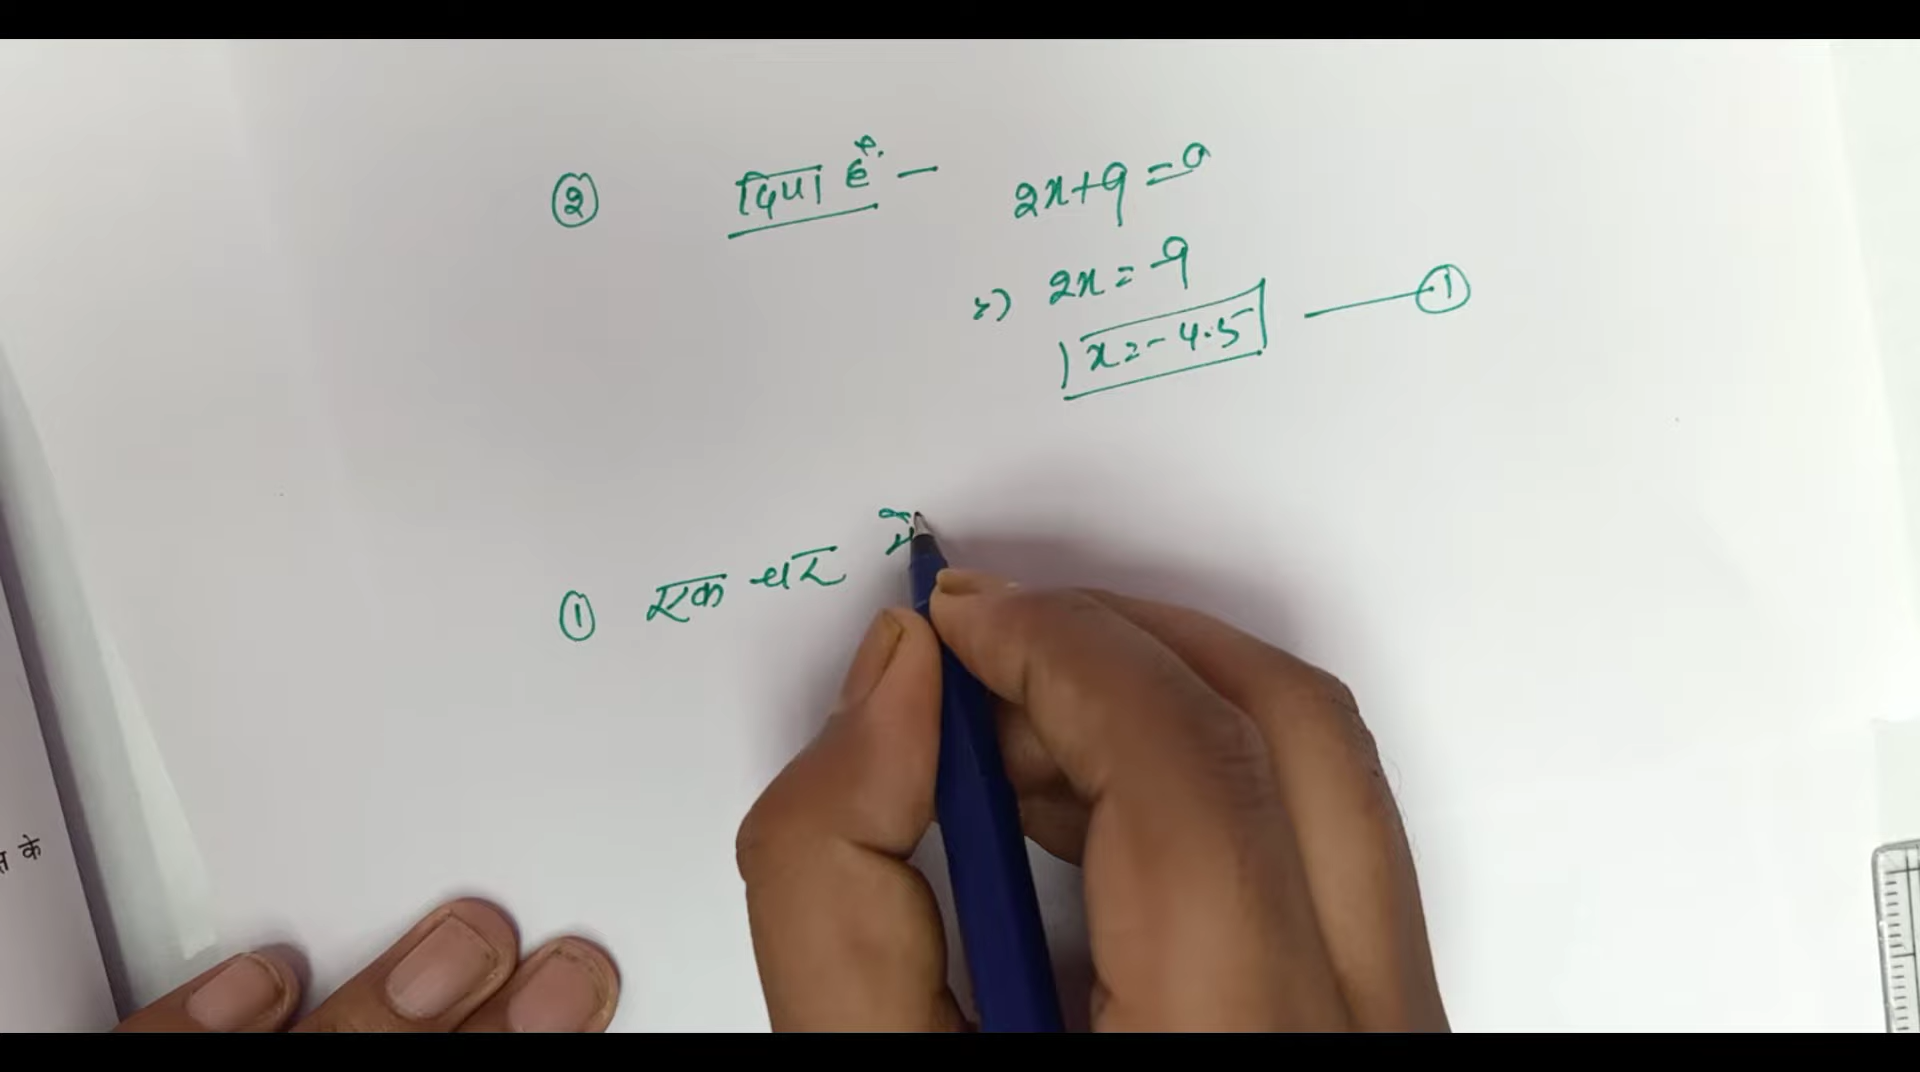 ② दिया है - 2x+9=0
2x=-9
x=-4.5 ①
① एक चर
के